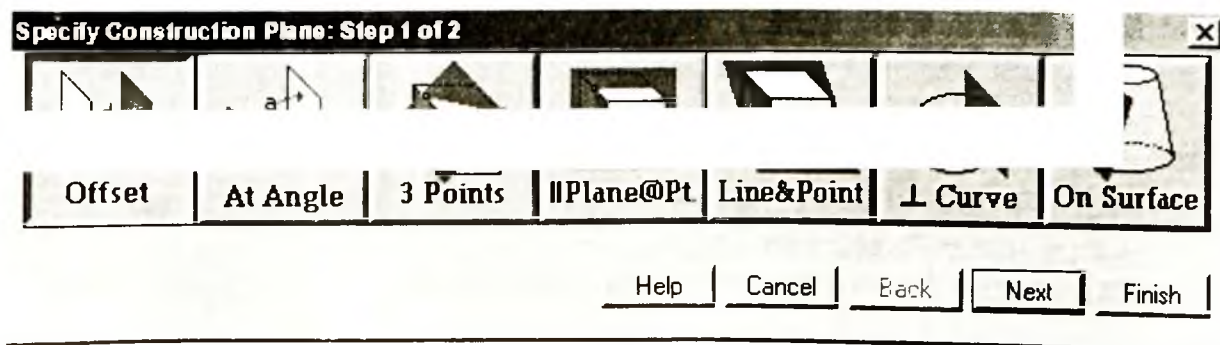 Specify Construction Plane: Step 1 of 2
a
Offset At Angle 3 Points ||Plane@Pt. Line&Point ⊥ Curve On Surface
Help Cancel Back Next Finish